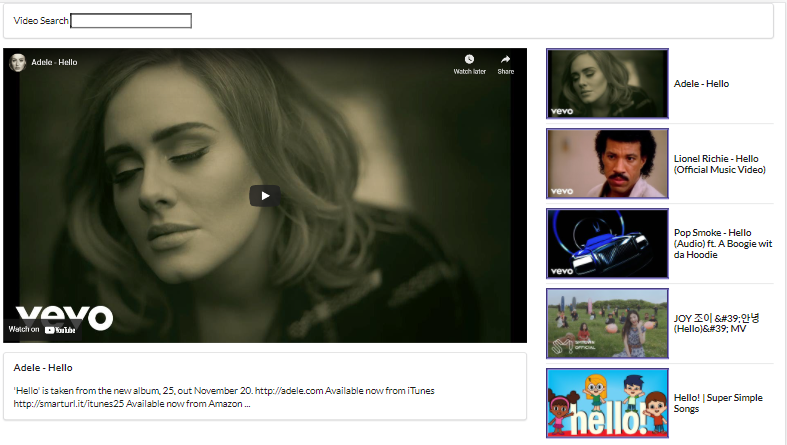 Video Search
Adele - Hello
Watch later
Share
vevo
Watch on YouTube
Adele - Hello
'Hello' is taken from the new album, 25, out November 20. http://adele.com Available now from iTunes
http://smarturl.it/itunes25 Available now from Amazon ...
vevo
Adele - Hello
vevo
Lionel Richie - Hello
(Official Music Video)
vevo
Pop Smoke - Hello
(Audio) ft. A Boogie wit
da Hoodie
SMTOWN
OFFICIAL
JOY 조이 &#39;안녕
(Hello)&#39; MV
hello!
Hello! | Super Simple
Songs